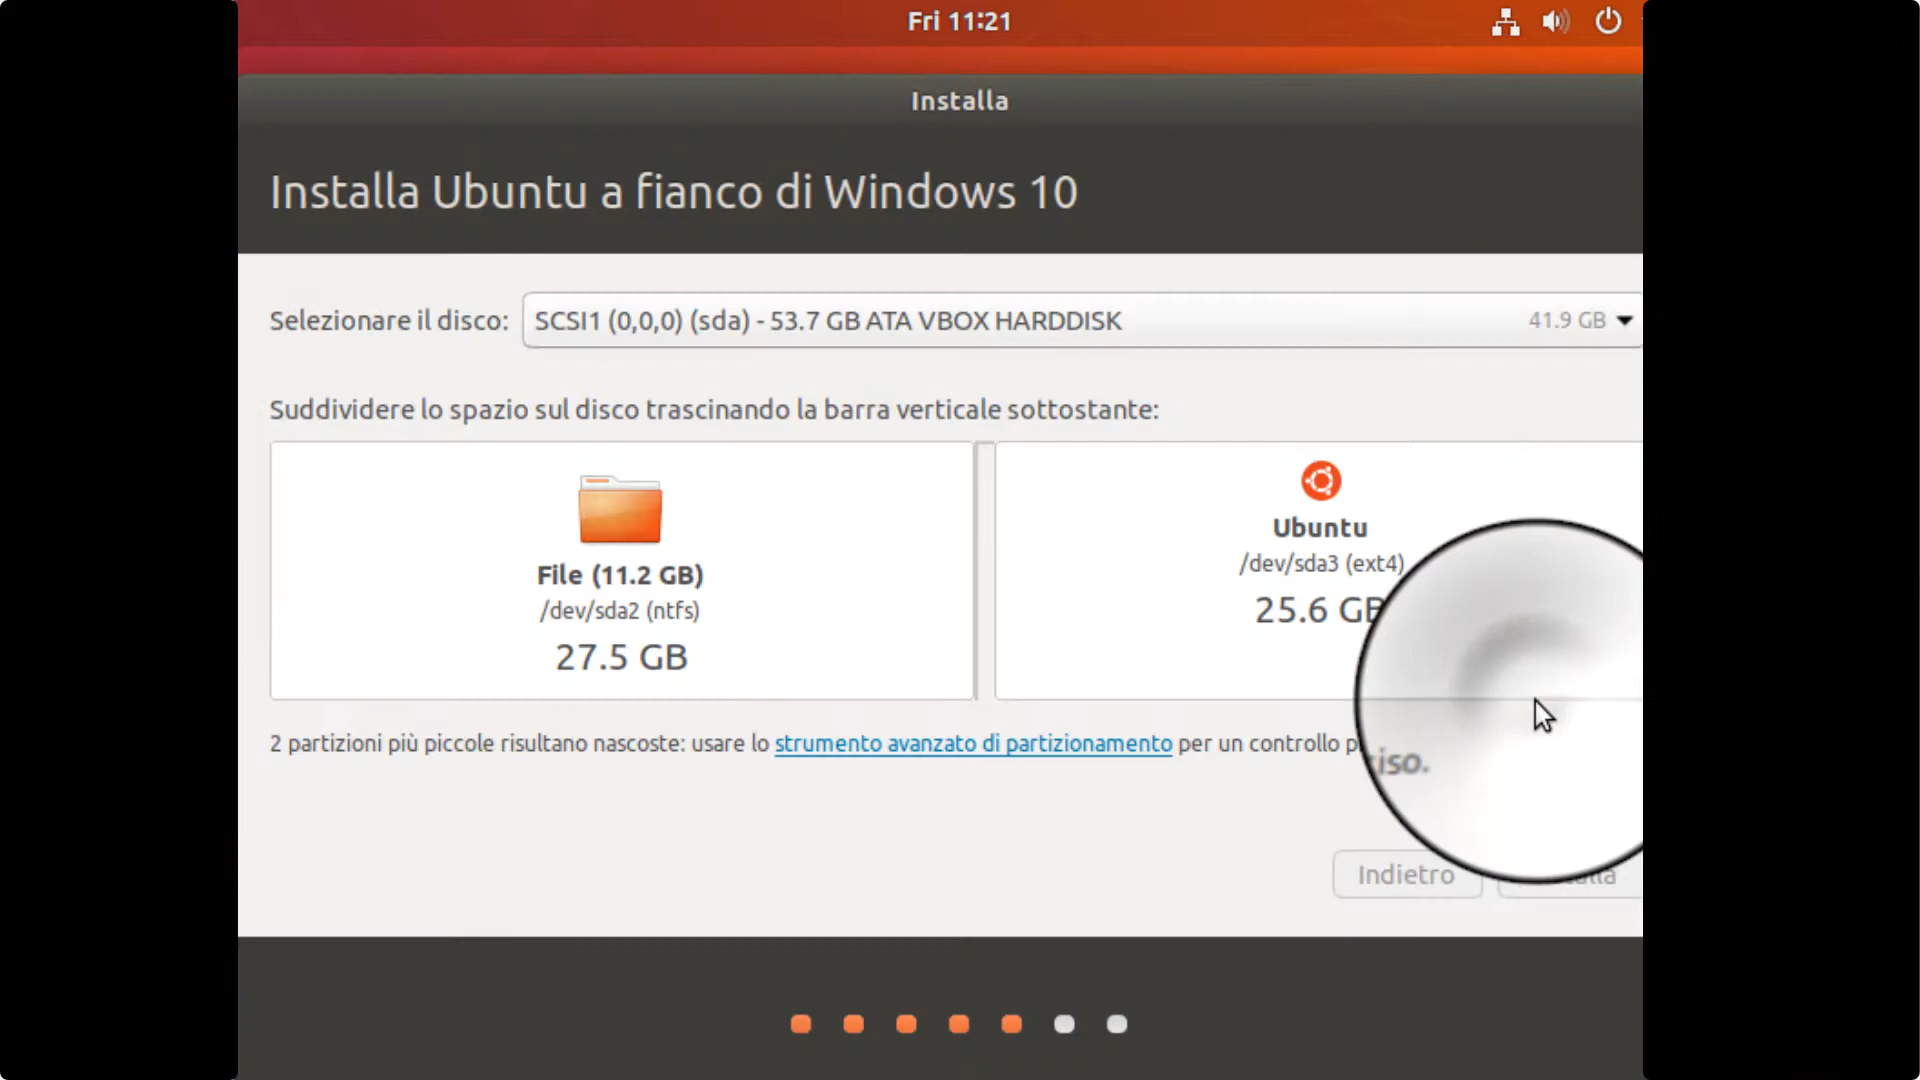 Fri 11:21
Installa
Installa Ubuntu a fianco di Windows 10
Selezionare il disco: SCSI1 (0,0,0) (sda) - 53.7 GB ATA VBOX HARDDISK 41.9 GB
Suddividere lo spazio sul disco trascinando la barra verticale sottostante:
File (11.2 GB)
/dev/sda2 (ntfs)
27.5 GB
Ubuntu
/dev/sda3 (ext4)
25.6 GB
2 partizioni più piccole risultano nascoste: usare lo strumento avanzato di partizionamento per un controllo
Indietro